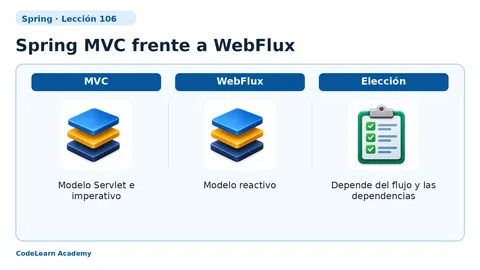 Spring · Lección 106
Spring MVC frente a WebFlux
MVC
WebFlux
Elección
Modelo Servlet e
imperativo
Modelo reactivo
Depende del flujo y las
dependencias
CodeLearn Academy